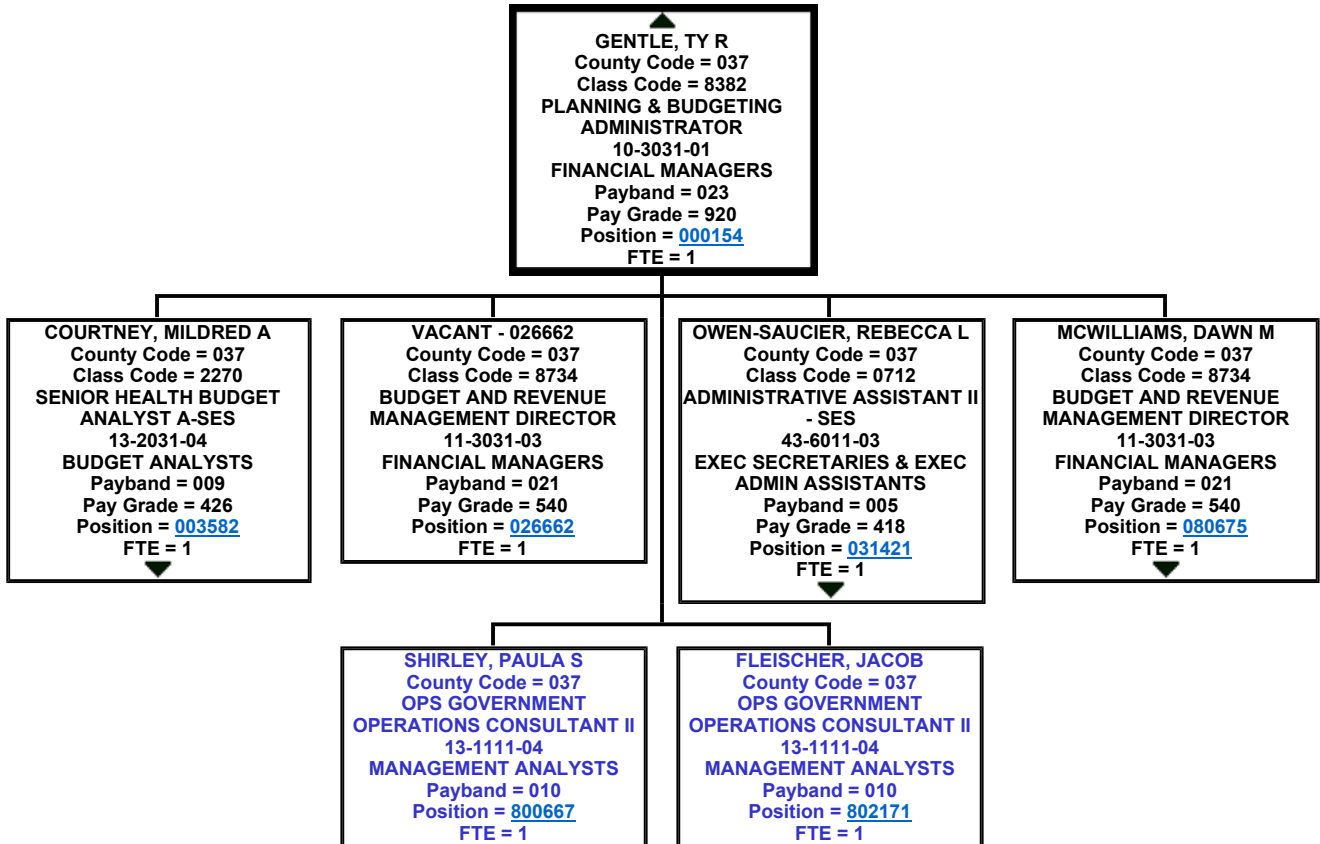 GENTLE, TY R
County Code = 037
Class Code = 8382
PLANNING & BUDGETING
ADMINISTRATOR
10-3031-01
FINANCIAL MANAGERS
Payband = 023
Pay Grade = 920
Position = 000154
FTE = 1
COURTNEY, MILDRED A
County Code = 037
Class Code = 2270
SENIOR HEALTH BUDGET
ANALYST A-SES
13-2031-04
BUDGET ANALYSTS
Payband = 009
Pay Grade = 426
Position = 003582
FTE = 1
VACANT - 026662
County Code = 037
Class Code = 8734
BUDGET AND REVENUE
MANAGEMENT DIRECTOR
11-3031-03
FINANCIAL MANAGERS
Payband = 021
Pay Grade = 540
Position = 026662
FTE = 1
OWEN-SAUCIER, REBECCA L
County Code = 037
Class Code = 0712
ADMINISTRATIVE ASSISTANT II
- SES
43-6011-03
EXEC SECRETARIES & EXEC
ADMIN ASSISTANTS
Payband = 005
Pay Grade = 418
Position = 031421
FTE = 1
MCWILLIAMS, DAWN M
County Code = 037
Class Code = 8734
BUDGET AND REVENUE
MANAGEMENT DIRECTOR
11-3031-03
FINANCIAL MANAGERS
Payband = 021
Pay Grade = 540
Position = 080675
FTE = 1
SHIRLEY, PAULA S
County Code = 037
OPS GOVERNMENT
OPERATIONS CONSULTANT II
13-1111-04
MANAGEMENT ANALYSTS
Payband = 010
Position = 800667
FTE = 1
FLEISCHER, JACOB
County Code = 037
OPS GOVERNMENT
OPERATIONS CONSULTANT II
13-1111-04
MANAGEMENT ANALYSTS
Payband = 010
Position = 802171
FTE = 1